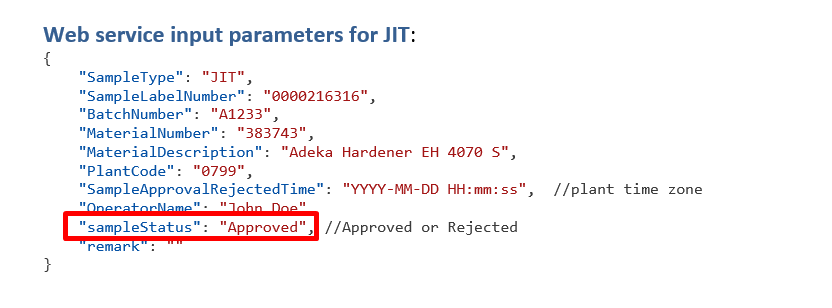 Web service input parameters for JIT:
{
"SampleType": "JIT",
"SampleLabelNumber": "0000216316",
"BatchNumber": "A1233",
"MaterialNumber": "383743",
"MaterialDescription": "Adeka Hardener EH 4070 S",
"PlantCode": "0799",
"SampleApprovalRejectedTime": "YYYY-MM-DD HH:mm:ss",  //plant time zone
"OperatorName": "John Doe"
"sampleStatus": "Approved", //Approved or Rejected
"remark": ""
}